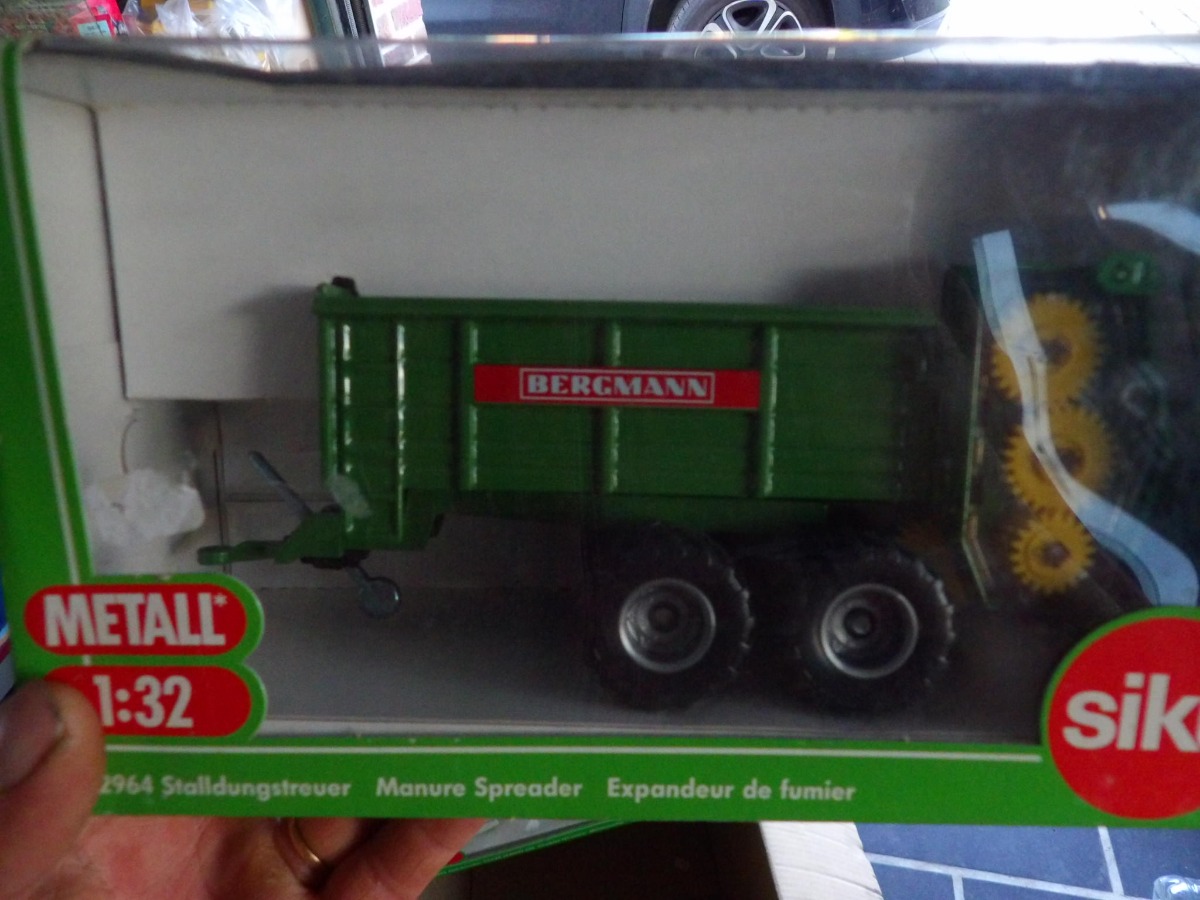 BERGMANN
METALL*
1:32
sik
2964 Stalldungstreuer Manure Spreader Expandeur de fumier